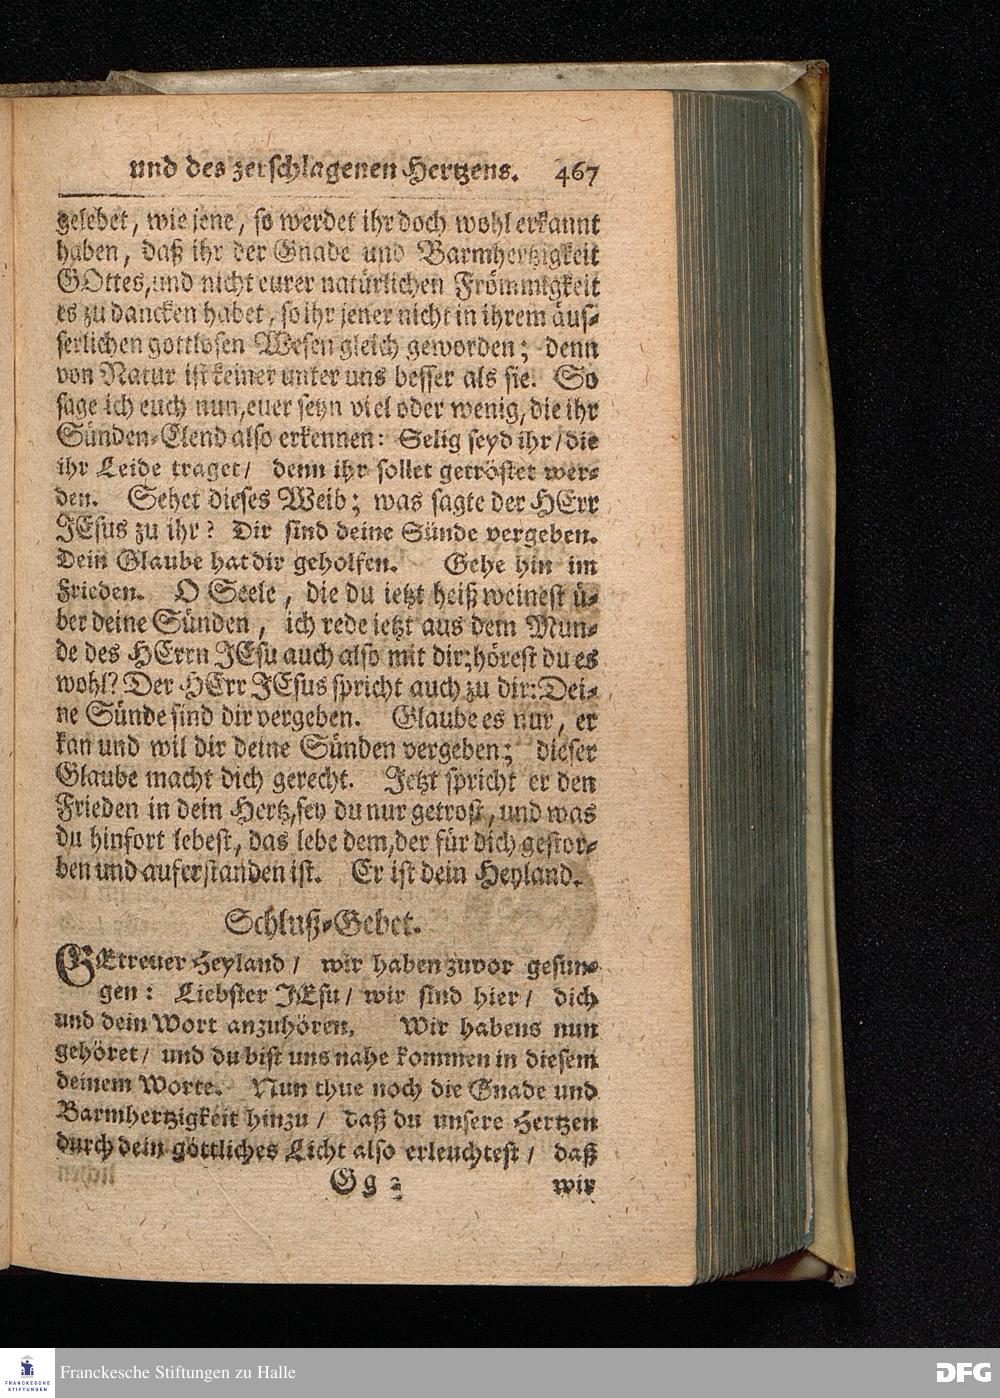 und des zerschlagenen Hertzens. 467
gelebet, wie jene, so werdet ihr doch wohl erkannt
haben, daß ihr der Gnade und Barmhertzigkeit
GOttes, und nicht eurer natürlichen Frömmigkeit
es zu dancken habet, so ihr jener nicht in ihrem äus-
serlichen gottlosen Wesen gleich geworden; denn
von Natur ist keiner unter uns besser als sie. So
sage ich euch nun, euer seyn viel oder wenig, die ihr
Sünden-Elend also erkennen: Selig seyd ihr / die
ihr Leide traget / denn ihr sollet getröstet wer-
den. Sehet dieses Weib; was sagte der HErr
JEsus zu ihr? Dir sind deine Sünde vergeben.
Dein Glaube hat dir geholfen. Gehe hin im
Frieden. O Seele, die du ietzt heiß weinest ü-
ber deine Sünden, ich rede ietzt aus dem Mun-
de des HErrn JEsu auch also mit dir; hörest du es
wohl? Der HErr JEsus spricht auch zu dir: Dei-
ne Sünde sind dir vergeben. Glaube es nur, er
kan und wil dir deine Sünden vergeben; dieser
Glaube macht dich gerecht. Jetzt spricht er den
Frieden in dein Hertz, sey du nur getrost, und was
du hinfort lebest, das lebe dem, der für dich gestor-
ben und auferstanden ist. Er ist dein Heyland.
Schluß-Gebet.
GEtreuer Heyland / wir haben zuvor gesun-
gen: Liebster JEsu / wir sind hier / dich
und dein Wort anzuhören. Wir habens nun
gehöret / und du bist uns nahe kommen in diesem
deinem Worte. Nun thue noch die Gnade und
Barmhertzigkeit hinzu / daß du unsere Hertzen
durch dein göttliches Licht also erleuchtest / daß
Gg 2 wir
FRANCKESCHE
STIFTUNGEN
Franckesche Stiftungen zu Halle
DFG